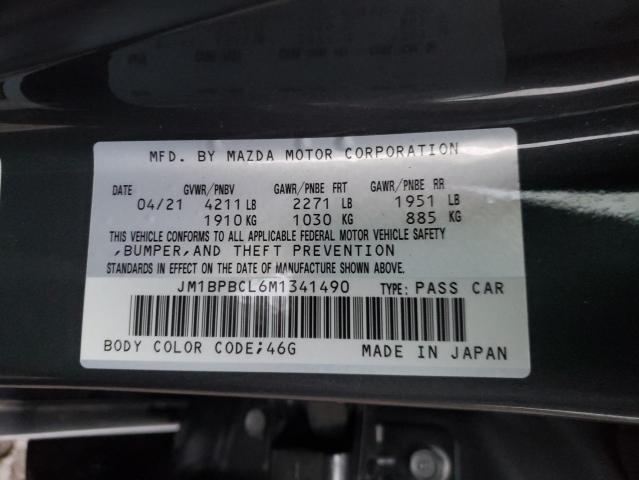 MFD. BY MAZDA MOTOR CORPORATION
DATE GVWR/PNBV GAWR/PNBE FRT GAWR/PNBE RR
04/21 4211 LB 2271 LB 1951 LB
1910 KG 1030 KG 885 KG
THIS VEHICLE CONFORMS TO ALL APPLICABLE FEDERAL MOTOR VEHICLE SAFETY
,BUMPER,AND THEFT PREVENTION
STANDARDS IN EFFECT ON THE DATE OF MANUFACTURE SHOWN ABOVE.
JM1BPBCL6M1341490 TYPE: PASS CAR
BODY COLOR CODE;46G MADE IN JAPAN